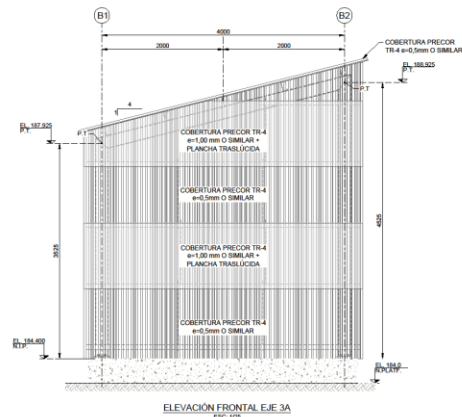 B1
B2
4000
2000
2000
COBERTURA PRECOR
TR-4 e=0,5mm O SIMILAR
EL. 188,925
P.T.
4
1
P.T
P.T
EL. 187,925
P.T.
COBERTURA PRECOR TR-4
e=1,00 mm O SIMILAR +
PLANCHA TRASLÚCIDA
COBERTURA PRECOR TR-4
e=0,5mm O SIMILAR
3525
4525
COBERTURA PRECOR TR-4
e=1,00 mm O SIMILAR +
PLANCHA TRASLÚCIDA
COBERTURA PRECOR TR-4
e=0,5mm O SIMILAR
EL. 184,400
EL. 184,0
N.PLATF.
ELEVACIÓN FRONTAL EJE 3A